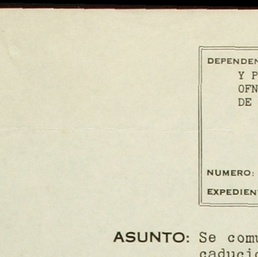 DEPENDEN
Y P
OFN
DE
NUMERO:
EXPEDIEN
ASUNTO: Se comu
caducid